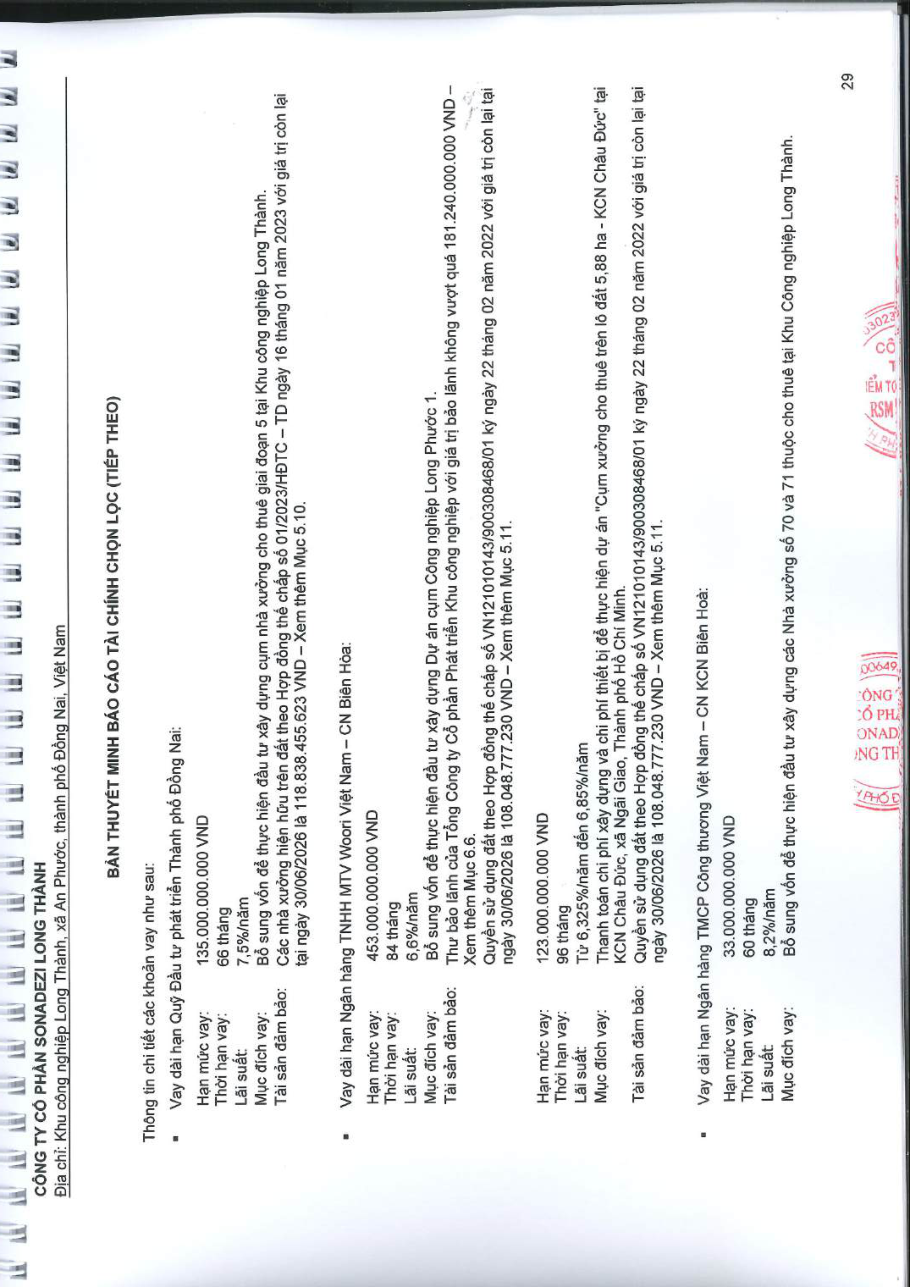 CÔNG TY CỔ PHẦN SONADEZI LONG THÀNH
Địa chỉ: Khu công nghiệp Long Thành, xã An Phước, thành phố Đồng Nai, Việt Nam
BẢN THUYẾT MINH BÁO CÁO TÀI CHÍNH CHỌN LỌC (TIẾP THEO)
Thông tin chi tiết các khoản vay như sau:
▪ Vay dài hạn Quỹ Đầu tư phát triển Thành phố Đồng Nai:
Hạn mức vay: 135.000.000.000 VND
Thời hạn vay: 66 tháng
Lãi suất: 7,5%/năm
Mục đích vay: Bổ sung vốn để thực hiện đầu tư xây dựng cụm nhà xưởng cho thuê giai đoạn 5 tại Khu công nghiệp Long Thành.
Tài sản đảm bảo: Các nhà xưởng hiện hữu trên đất theo Hợp đồng thế chấp số 01/2023/HĐTC – TD ngày 16 tháng 01 năm 2023 với giá trị còn lại
tại ngày 30/06/2026 là 118.838.455.623 VND – Xem thêm Mục 5.10.
▪ Vay dài hạn Ngân hàng TNHH MTV Woori Việt Nam – CN Biên Hòa:
Hạn mức vay: 453.000.000.000 VND
Thời hạn vay: 84 tháng
Lãi suất: 6,6%/năm
Mục đích vay: Bổ sung vốn để thực hiện đầu tư xây dựng Dự án cụm Công nghiệp Long Phước 1.
Tài sản đảm bảo: Thư bảo lãnh của Tổng Công ty Cổ phần Phát triển Khu công nghiệp với giá trị bảo lãnh không vượt quá 181.240.000.000 VND –
Xem thêm Mục 6.6.
Quyền sử dụng đất theo Hợp đồng thế chấp số VN121010143/900308468/01 ký ngày 22 tháng 02 năm 2022 với giá trị còn lại tại
ngày 30/06/2026 là 108.048.777.230 VND – Xem thêm Mục 5.11.
Hạn mức vay: 123.000.000.000 VND
Thời hạn vay: 96 tháng
Lãi suất: Từ 6,325%/năm đến 6,85%/năm
Mục đích vay: Thanh toán chi phí xây dựng và chi phí thiết bị để thực hiện dự án "Cụm xưởng cho thuê trên lô đất 5,88 ha - KCN Châu Đức" tại
KCN Châu Đức, xã Ngãi Giao, Thành phố Hồ Chí Minh.
Tài sản đảm bảo: Quyền sử dụng đất theo Hợp đồng thế chấp số VN121010143/900308468/01 ký ngày 22 tháng 02 năm 2022 với giá trị còn lại tại
ngày 30/06/2026 là 108.048.777.230 VND – Xem thêm Mục 5.11.
▪ Vay dài hạn Ngân hàng TMCP Công thương Việt Nam – CN KCN Biên Hoà:
Hạn mức vay: 33.000.000.000 VND
Thời hạn vay: 60 tháng
Lãi suất: 8,2%/năm
Mục đích vay: Bổ sung vốn để thực hiện đầu tư xây dựng các Nhà xưởng số 70 và 71 thuộc cho thuê tại Khu Công nghiệp Long Thành.
29
00649
CÔNG
CỔ PH
ONAD
NG TH
03023
CÔ
T
IỂM TO
RSM